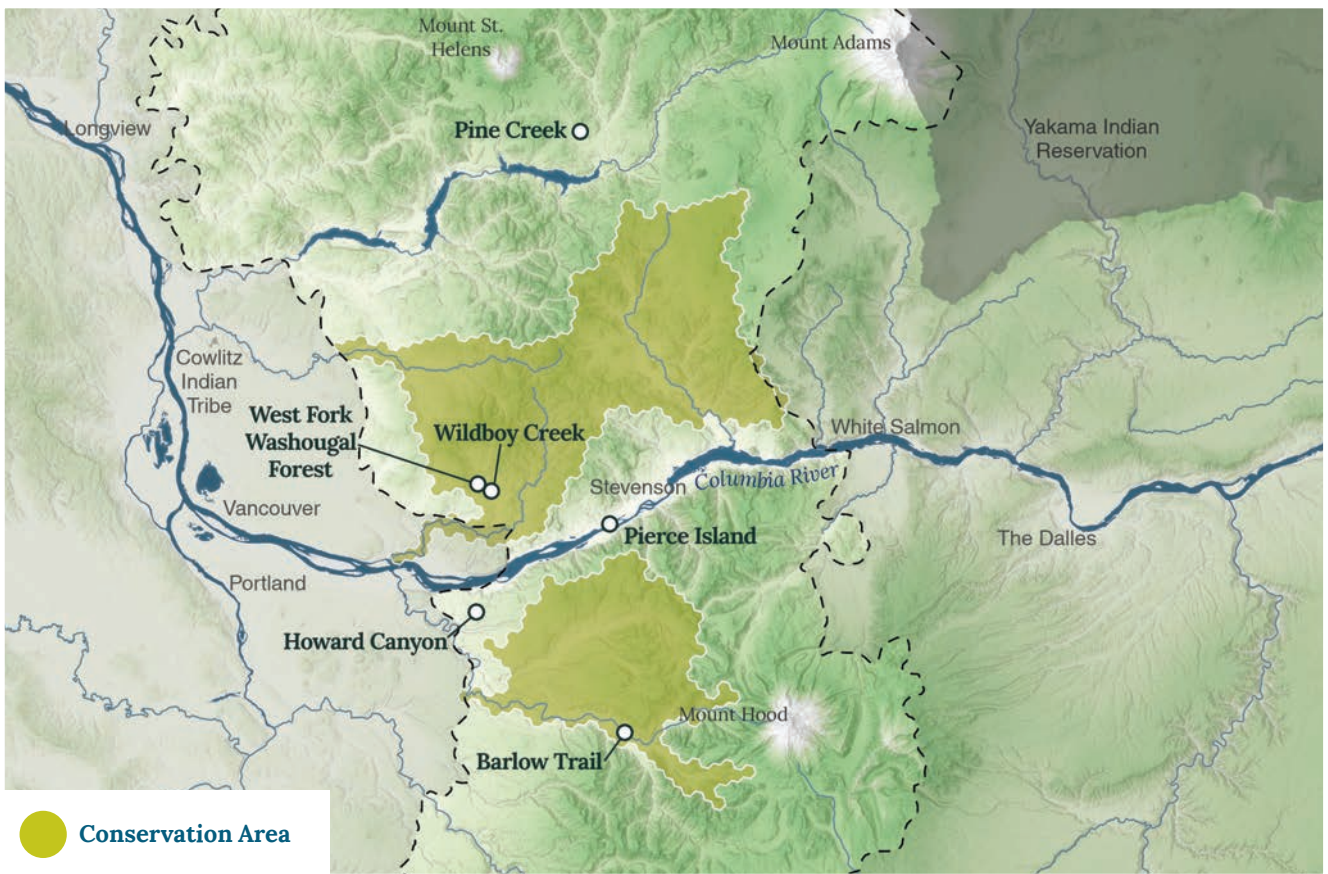 Mount St.
Helens
Mount Adams
Longview
Pine Creek
Yakama Indian
Reservation
Cowlitz
Indian
Tribe
West Fork
Washougal
Forest
Wildboy Creek
White Salmon
Stevenson
Columbia River
Vancouver
Pierce Island
The Dalles
Portland
Howard Canyon
Mount Hood
Barlow Trail
Conservation Area